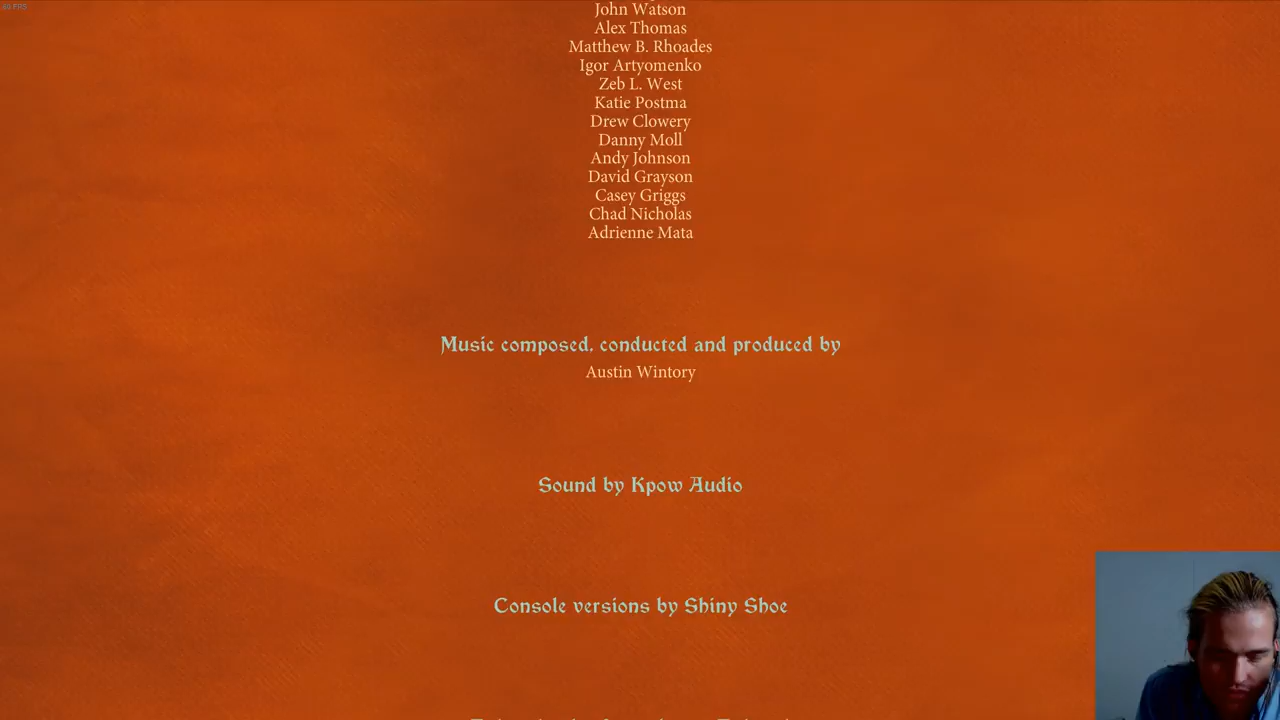 60 FPS
John Watson
Alex Thomas
Matthew B. Rhoades
Igor Artyomenko
Zeb L. West
Katie Postma
Drew Clowery
Danny Moll
Andy Johnson
David Grayson
Casey Griggs
Chad Nicholas
Adrienne Mata
Music composed, conducted and produced by
Austin Wintory
Sound by Kpow Audio
Console versions by Shiny Shoe